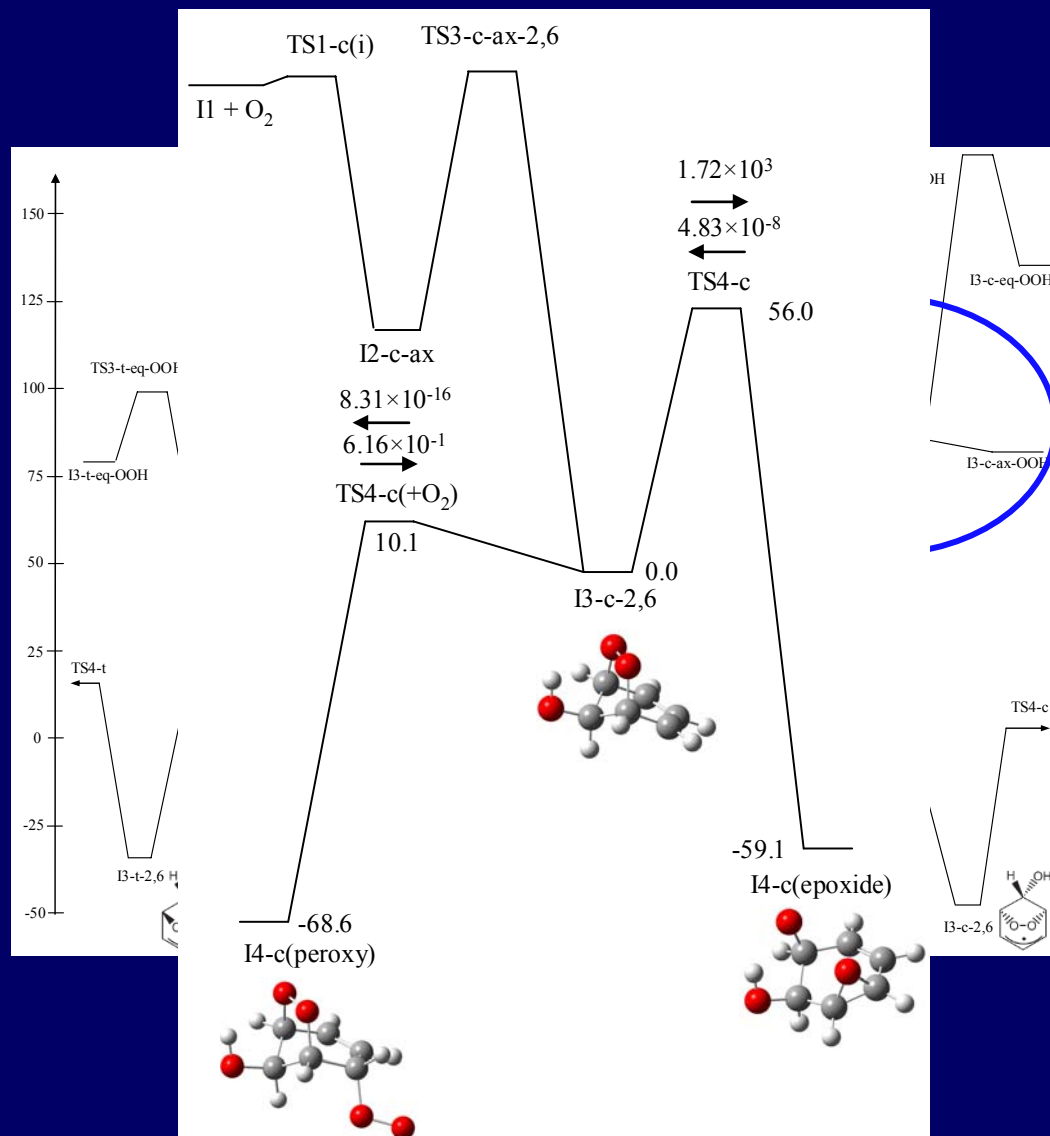 TS1-c(i)
TS3-c-ax-2,6
I1 + O₂
1.72×10³
4.83×10⁻⁸
TS4-c
56.0
I2-c-ax
8.31×10⁻¹⁶
6.16×10⁻¹
TS4-c(+O₂)
10.1
0.0
I3-c-2,6
-68.6
I4-c(peroxy)
-59.1
I4-c(epoxide)
150
125
100
75
50
25
0
-25
-50
TS3-t-eq-OOH
I3-t-eq-OOH
TS4-t
I3-t-2,6
H
OH
I3-c-eq-OOH
I3-c-ax-OOH
TS4-c
I3-c-2,6
H
OH
O-O